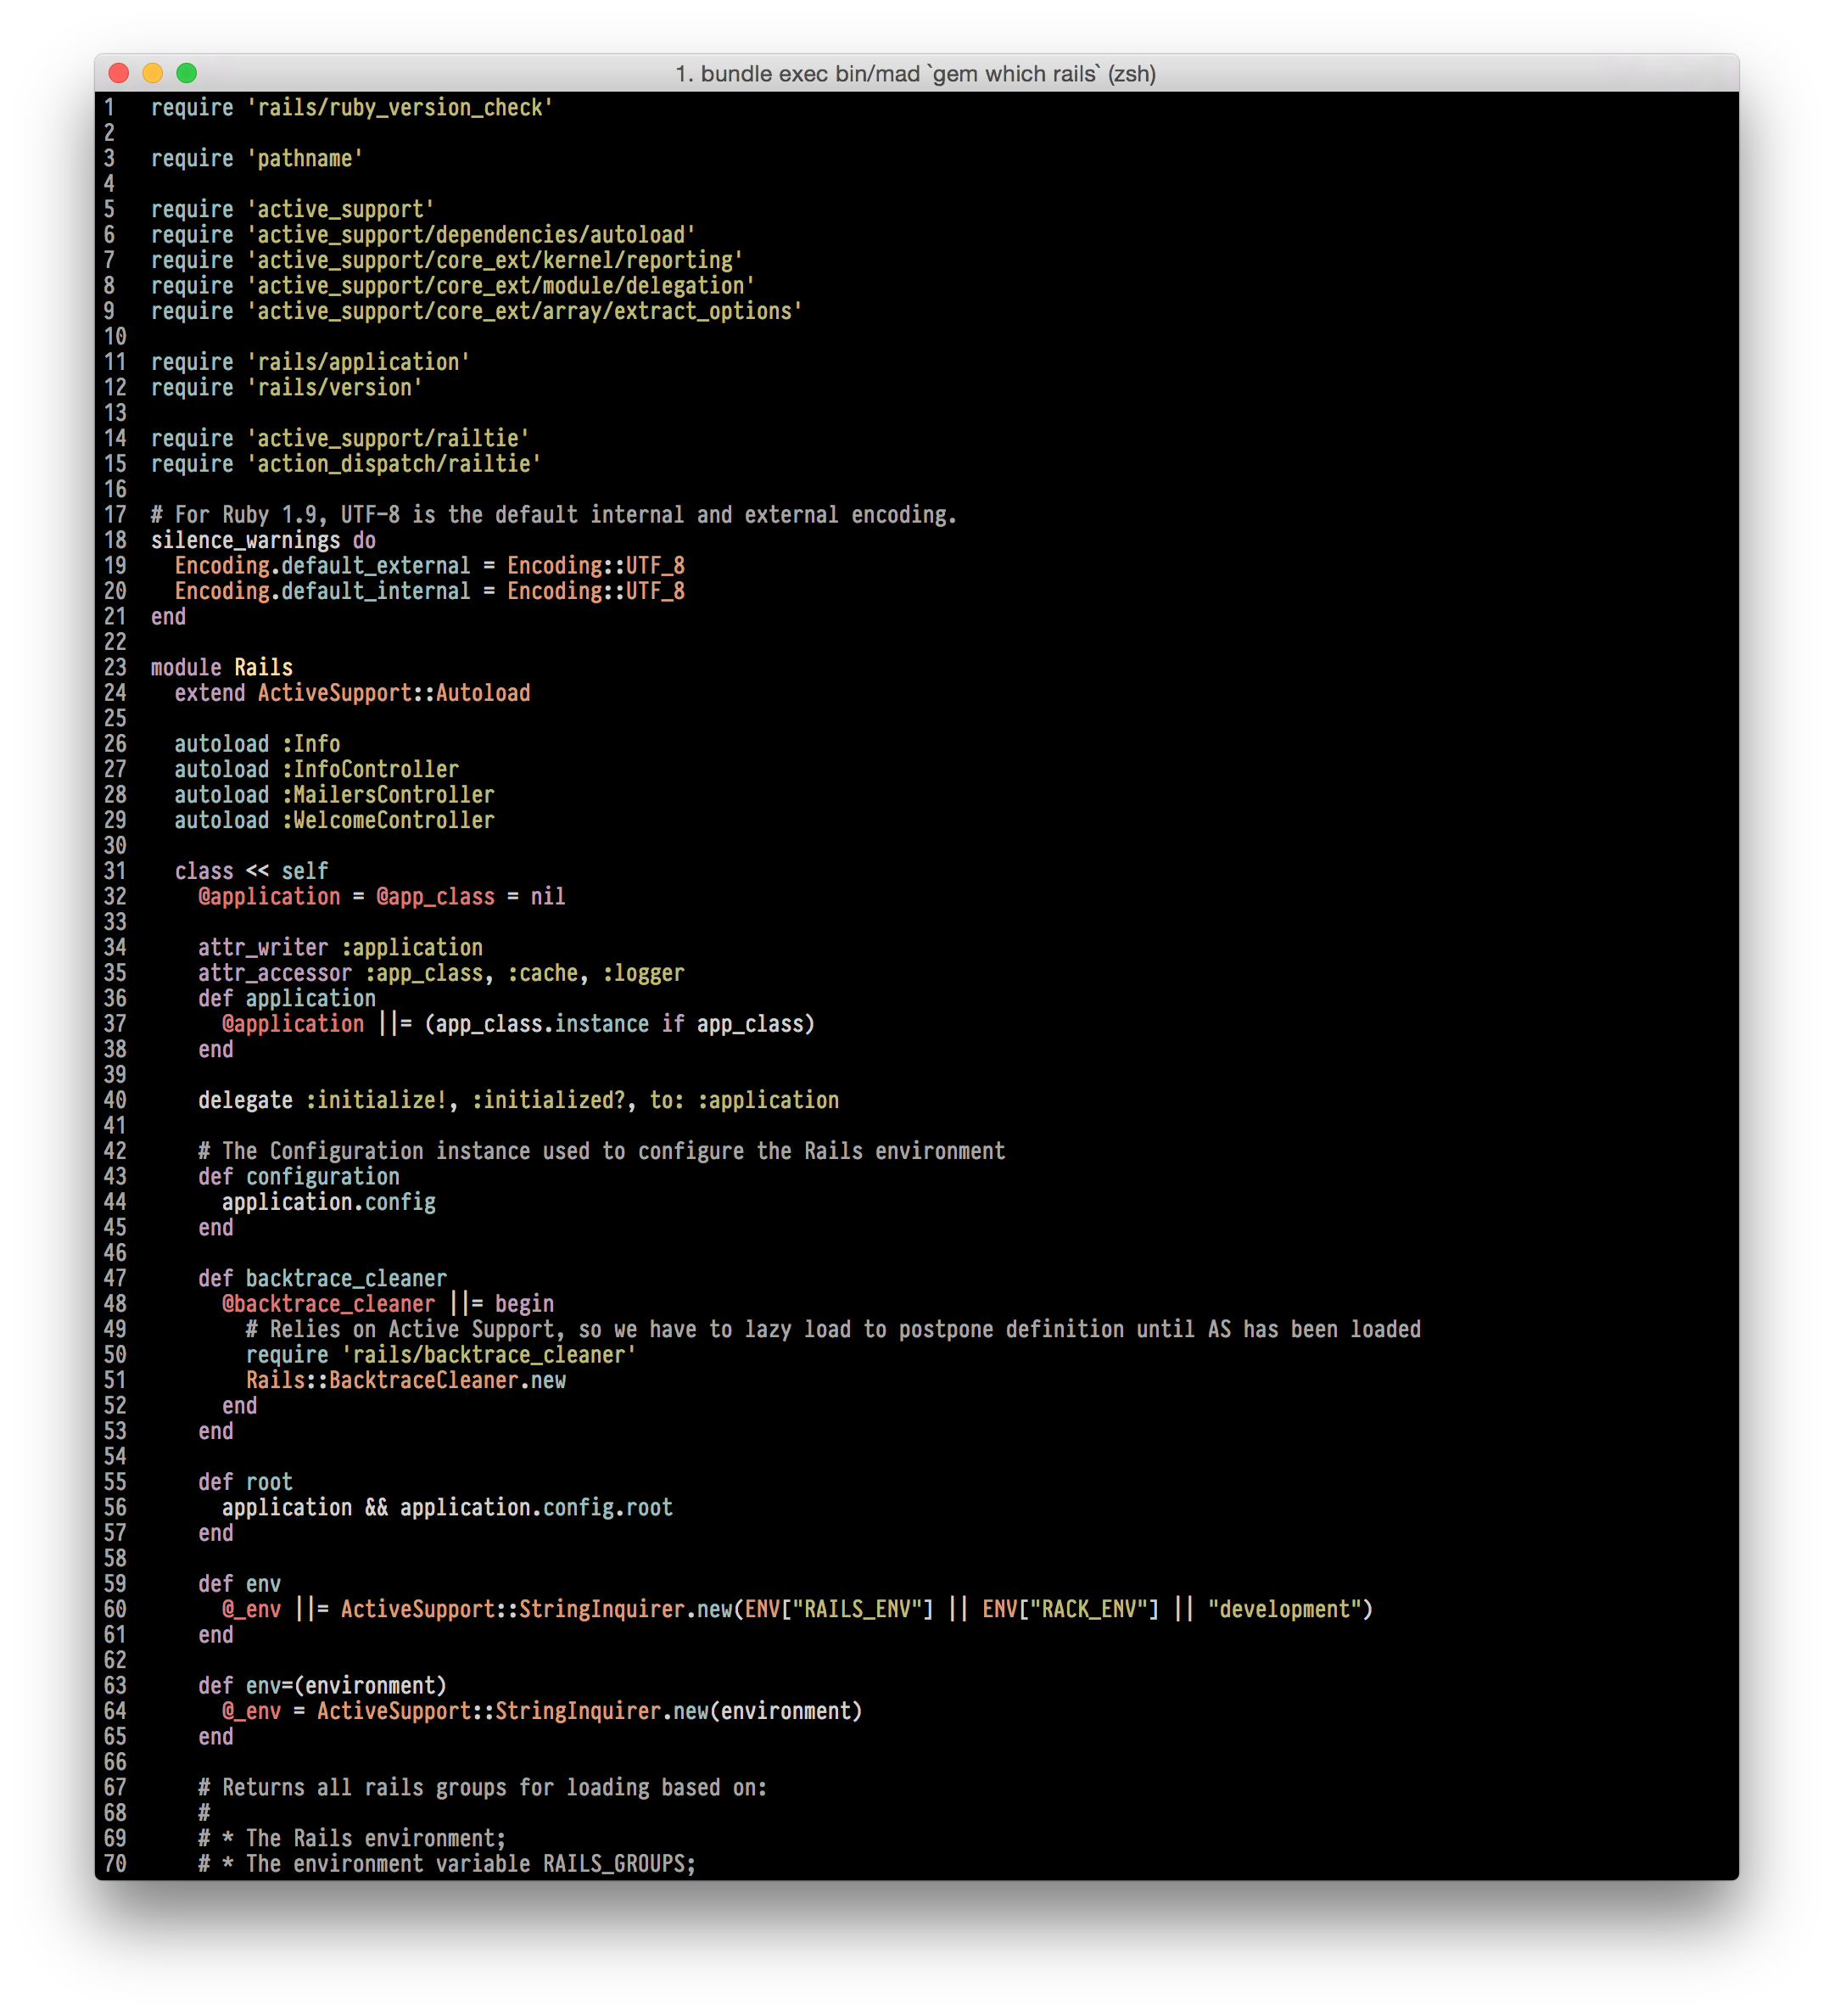 1. bundle exec bin/mad `gem which rails` (zsh)
1 require 'rails/ruby_version_check'
2
3 require 'pathname'
4
5 require 'active_support'
6 require 'active_support/dependencies/autoload'
7 require 'active_support/core_ext/kernel/reporting'
8 require 'active_support/core_ext/module/delegation'
9 require 'active_support/core_ext/array/extract_options'
10
11 require 'rails/application'
12 require 'rails/version'
13
14 require 'active_support/railtie'
15 require 'action_dispatch/railtie'
16
17 # For Ruby 1.9, UTF-8 is the default internal and external encoding.
18 silence_warnings do
19   Encoding.default_external = Encoding::UTF_8
20   Encoding.default_internal = Encoding::UTF_8
21 end
22
23 module Rails
24   extend ActiveSupport::Autoload
25
26   autoload :Info
27   autoload :InfoController
28   autoload :MailersController
29   autoload :WelcomeController
30
31   class << self
32     @application = @app_class = nil
33
34     attr_writer :application
35     attr_accessor :app_class, :cache, :logger
36     def application
37       @application ||= (app_class.instance if app_class)
38     end
39
40     delegate :initialize!, :initialized?, to: :application
41
42     # The Configuration instance used to configure the Rails environment
43     def configuration
44       application.config
45     end
46
47     def backtrace_cleaner
48       @backtrace_cleaner ||= begin
49         # Relies on Active Support, so we have to lazy load to postpone definition until AS has been loaded
50         require 'rails/backtrace_cleaner'
51         Rails::BacktraceCleaner.new
52       end
53     end
54
55     def root
56       application && application.config.root
57     end
58
59     def env
60       @_env ||= ActiveSupport::StringInquirer.new(ENV["RAILS_ENV"] || ENV["RACK_ENV"] || "development")
61     end
62
63     def env=(environment)
64       @_env = ActiveSupport::StringInquirer.new(environment)
65     end
66
67     # Returns all rails groups for loading based on:
68     #
69     # * The Rails environment;
70     # * The environment variable RAILS_GROUPS;